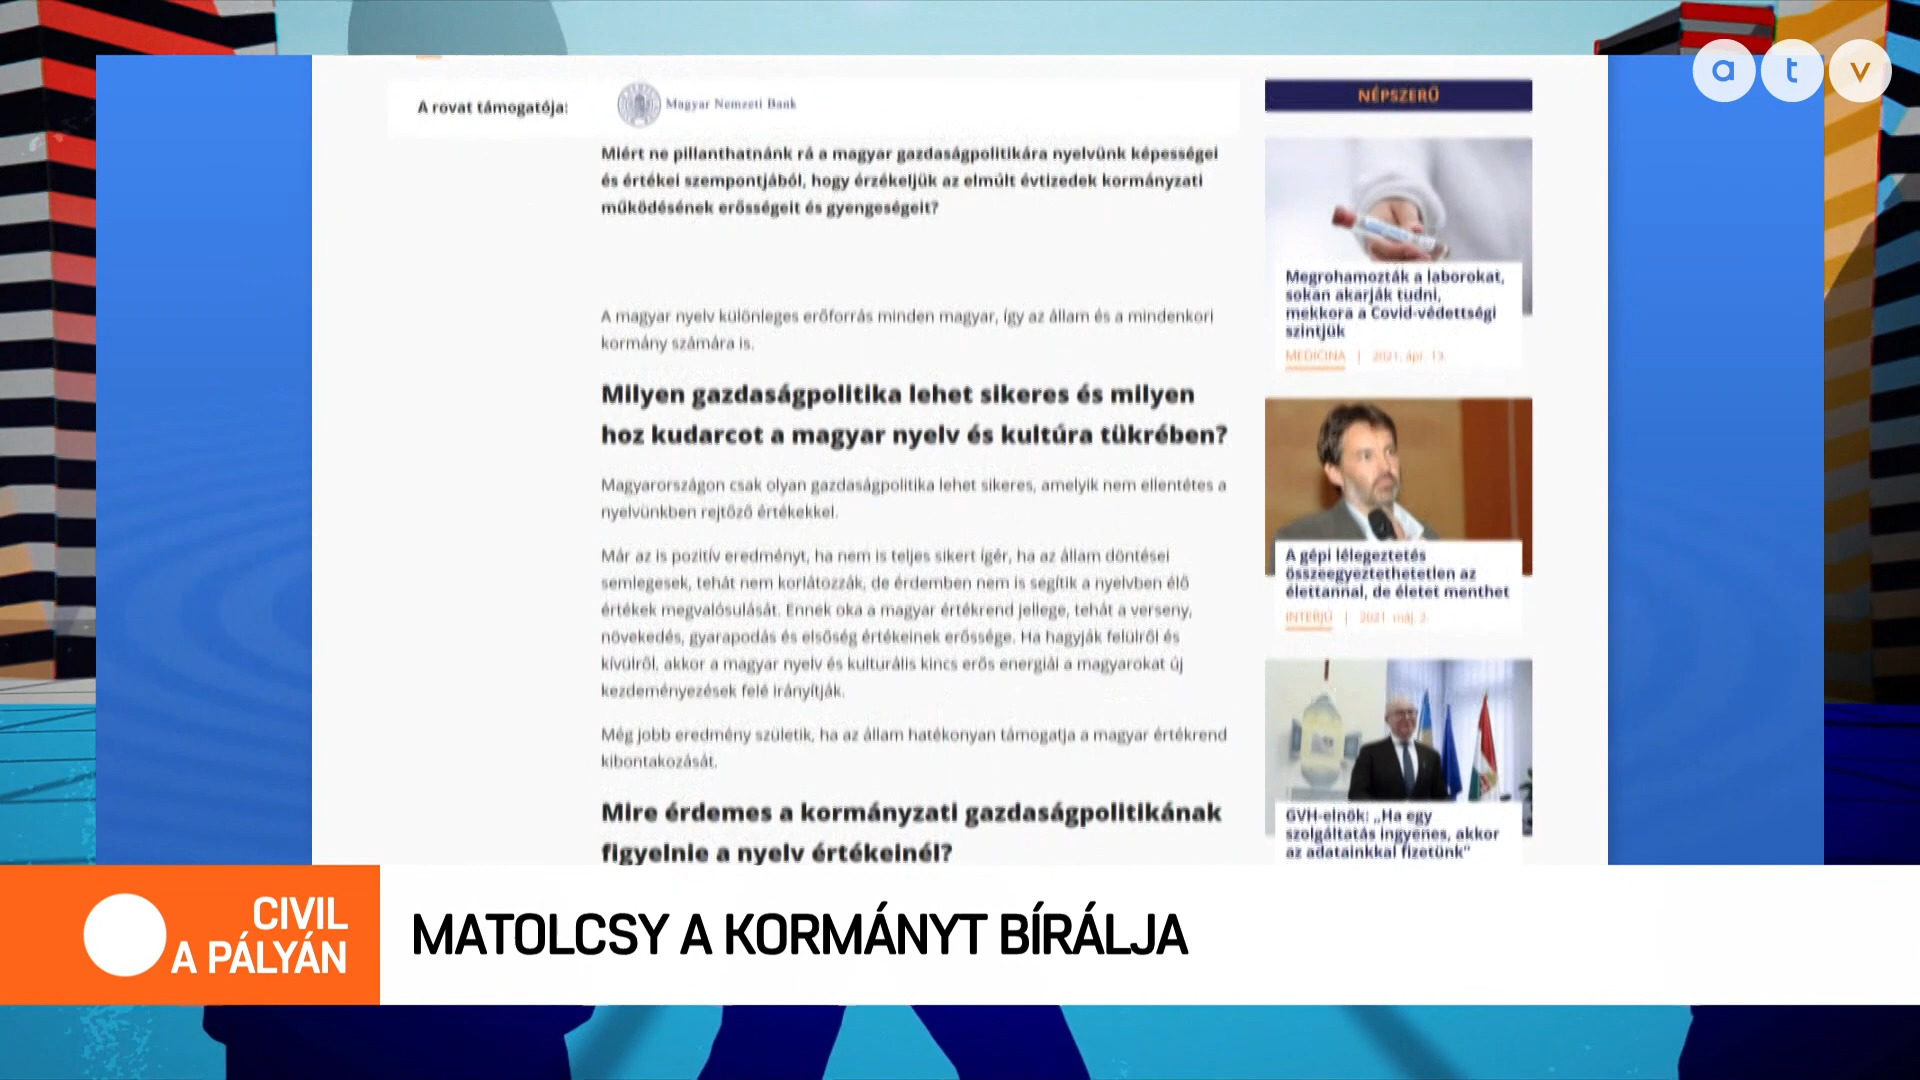 a t v
A rovat támogatója:
Magyar Nemzeti Bank
Miért ne pillanthatnánk rá a magyar gazdaságpolitikára nyelvünk képességei
és értékei szempontjából, hogy érzékeljük az elmúlt évtizedek kormányzati
működésének erősségeit és gyengeségeit?
A magyar nyelv különleges erőforrás minden magyar, így az állam és a mindenkori
kormány számára is.
Milyen gazdaságpolitika lehet sikeres és milyen
hoz kudarcot a magyar nyelv és kultúra tükrében?
Magyarországon csak olyan gazdaságpolitika lehet sikeres, amelyik nem ellentétes a
nyelvünkben rejtőző értékekkel.
Már az is pozitív eredményt, ha nem is teljes sikert ígér, ha az állam döntései
semlegesek, tehát nem korlátozzák, de érdemben nem is segítik a nyelvben élő
értékek megvalósulását. Ennek oka a magyar értékrend jellege, tehát a verseny,
növekedés, gyarapodás és elsőség értékeinek erőssége. Ha hagyják felülről és
kívülről, akkor a magyar nyelv és kulturális kincs erős energiái a magyarokat új
kezdeményezések felé irányítják.
Még jobb eredmény születik, ha az állam hatékonyan támogatja a magyar értékrend
kibontakozását.
Mire érdemes a kormányzati gazdaságpolitikának
figyelnie a nyelv értékeinél?
NÉPSZERŰ
Megrohamozták a laborokat,
sokan akarják tudni,
mekkora a Covid-védettségi
szintjük
MEDICINA | 2021. ápr. 13.
A gépi lélegeztetés
összeegyeztethetetlen az
élettannal, de életet menthet
INTERJÚ | 2021. máj. 2.
GVH-elnök: „Ha egy
szolgáltatás ingyenes, akkor
az adatainkkal fizetünk”
CIVIL
A PÁLYÁN
MATOLCSY A KORMÁNYT BÍRÁLJA